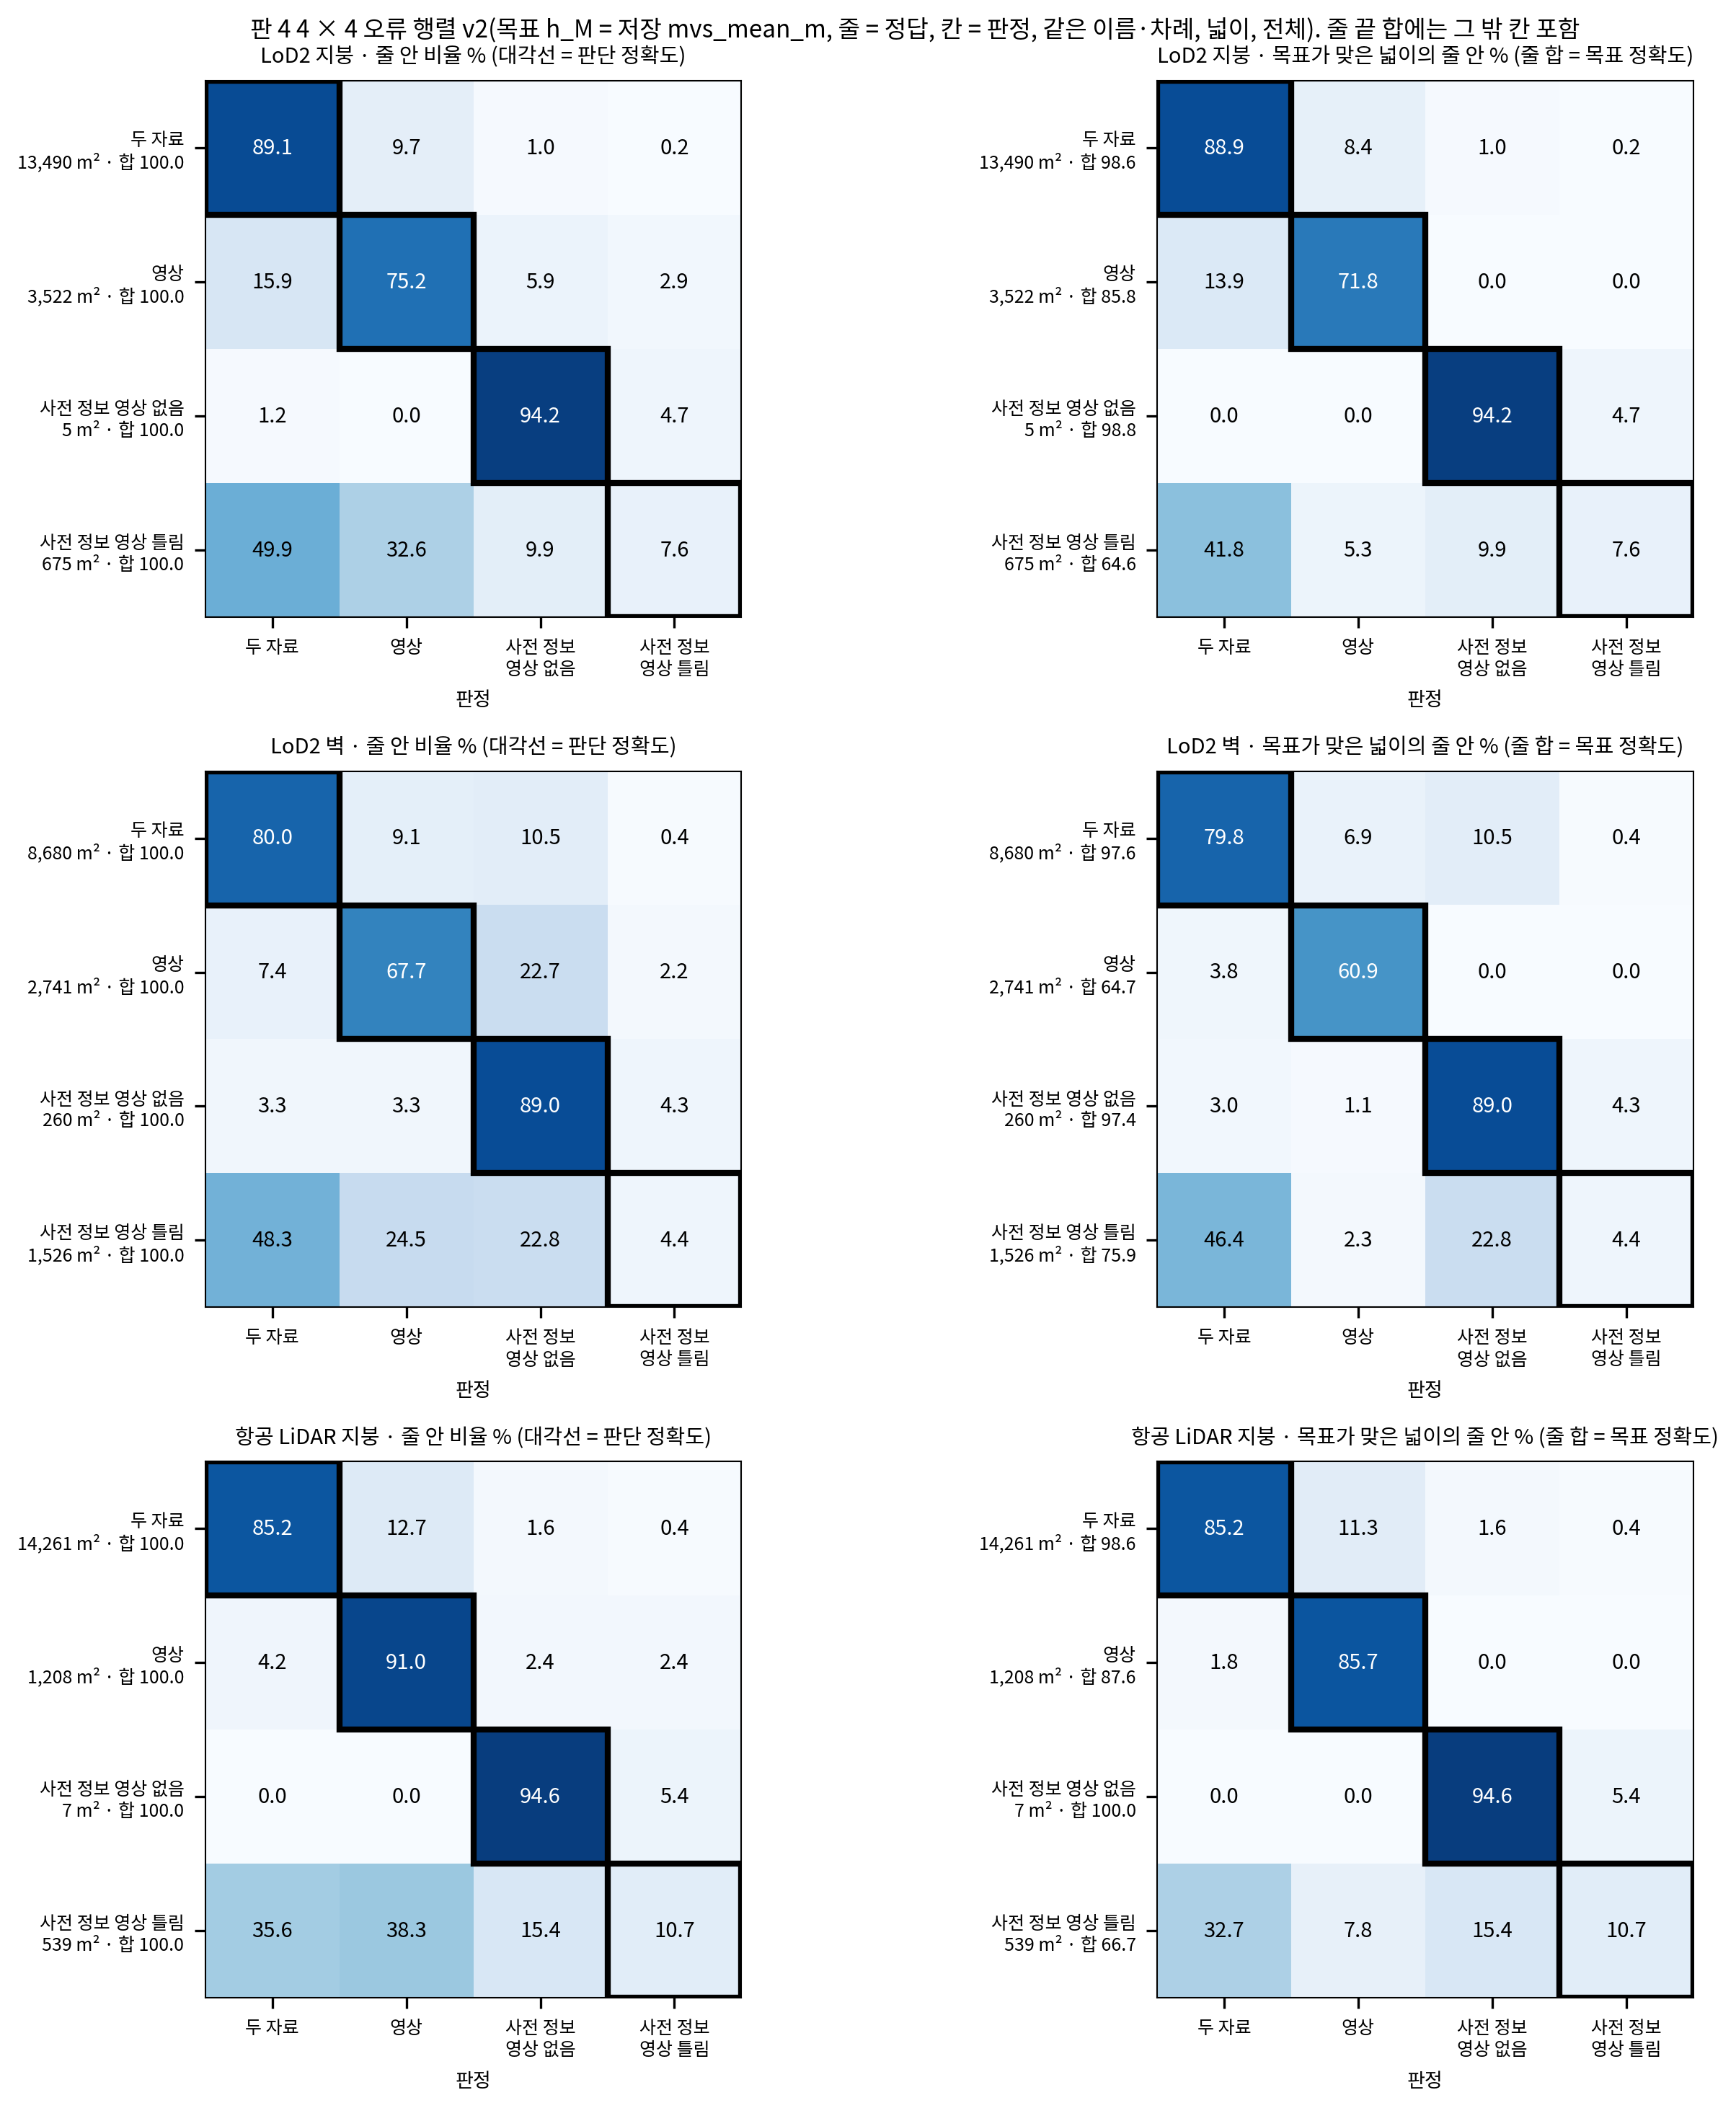 판 4 4 × 4 오류 행렬 v2(목표 h_M = 저장 mvs_mean_m, 줄 = 정답, 칸 = 판정, 같은 이름·차례, 넓이, 전체). 줄 끝 합에는 그 밖 칸 포함
LoD2 지붕 · 줄 안 비율 % (대각선 = 판단 정확도)
두 자료
13,490 m² · 합 100.0
89.1 9.7 1.0 0.2
영상
3,522 m² · 합 100.0
15.9 75.2 5.9 2.9
사전 정보 영상 없음
5 m² · 합 100.0
1.2 0.0 94.2 4.7
사전 정보 영상 틀림
675 m² · 합 100.0
49.9 32.6 9.9 7.6
두 자료 영상 사전 정보 사전 정보
영상 없음 영상 틀림
판정
LoD2 지붕 · 목표가 맞은 넓이의 줄 안 % (줄 합 = 목표 정확도)
두 자료
13,490 m² · 합 98.6
88.9 8.4 1.0 0.2
영상
3,522 m² · 합 85.8
13.9 71.8 0.0 0.0
사전 정보 영상 없음
5 m² · 합 98.8
0.0 0.0 94.2 4.7
사전 정보 영상 틀림
675 m² · 합 64.6
41.8 5.3 9.9 7.6
두 자료 영상 사전 정보 사전 정보
영상 없음 영상 틀림
판정
LoD2 벽 · 줄 안 비율 % (대각선 = 판단 정확도)
두 자료
8,680 m² · 합 100.0
80.0 9.1 10.5 0.4
영상
2,741 m² · 합 100.0
7.4 67.7 22.7 2.2
사전 정보 영상 없음
260 m² · 합 100.0
3.3 3.3 89.0 4.3
사전 정보 영상 틀림
1,526 m² · 합 100.0
48.3 24.5 22.8 4.4
두 자료 영상 사전 정보 사전 정보
영상 없음 영상 틀림
판정
LoD2 벽 · 목표가 맞은 넓이의 줄 안 % (줄 합 = 목표 정확도)
두 자료
8,680 m² · 합 97.6
79.8 6.9 10.5 0.4
영상
2,741 m² · 합 64.7
3.8 60.9 0.0 0.0
사전 정보 영상 없음
260 m² · 합 97.4
3.0 1.1 89.0 4.3
사전 정보 영상 틀림
1,526 m² · 합 75.9
46.4 2.3 22.8 4.4
두 자료 영상 사전 정보 사전 정보
영상 없음 영상 틀림
판정
항공 LiDAR 지붕 · 줄 안 비율 % (대각선 = 판단 정확도)
두 자료
14,261 m² · 합 100.0
85.2 12.7 1.6 0.4
영상
1,208 m² · 합 100.0
4.2 91.0 2.4 2.4
사전 정보 영상 없음
7 m² · 합 100.0
0.0 0.0 94.6 5.4
사전 정보 영상 틀림
539 m² · 합 100.0
35.6 38.3 15.4 10.7
두 자료 영상 사전 정보 사전 정보
영상 없음 영상 틀림
판정
항공 LiDAR 지붕 · 목표가 맞은 넓이의 줄 안 % (줄 합 = 목표 정확도)
두 자료
14,261 m² · 합 98.6
85.2 11.3 1.6 0.4
영상
1,208 m² · 합 87.6
1.8 85.7 0.0 0.0
사전 정보 영상 없음
7 m² · 합 100.0
0.0 0.0 94.6 5.4
사전 정보 영상 틀림
539 m² · 합 66.7
32.7 7.8 15.4 10.7
두 자료 영상 사전 정보 사전 정보
영상 없음 영상 틀림
판정